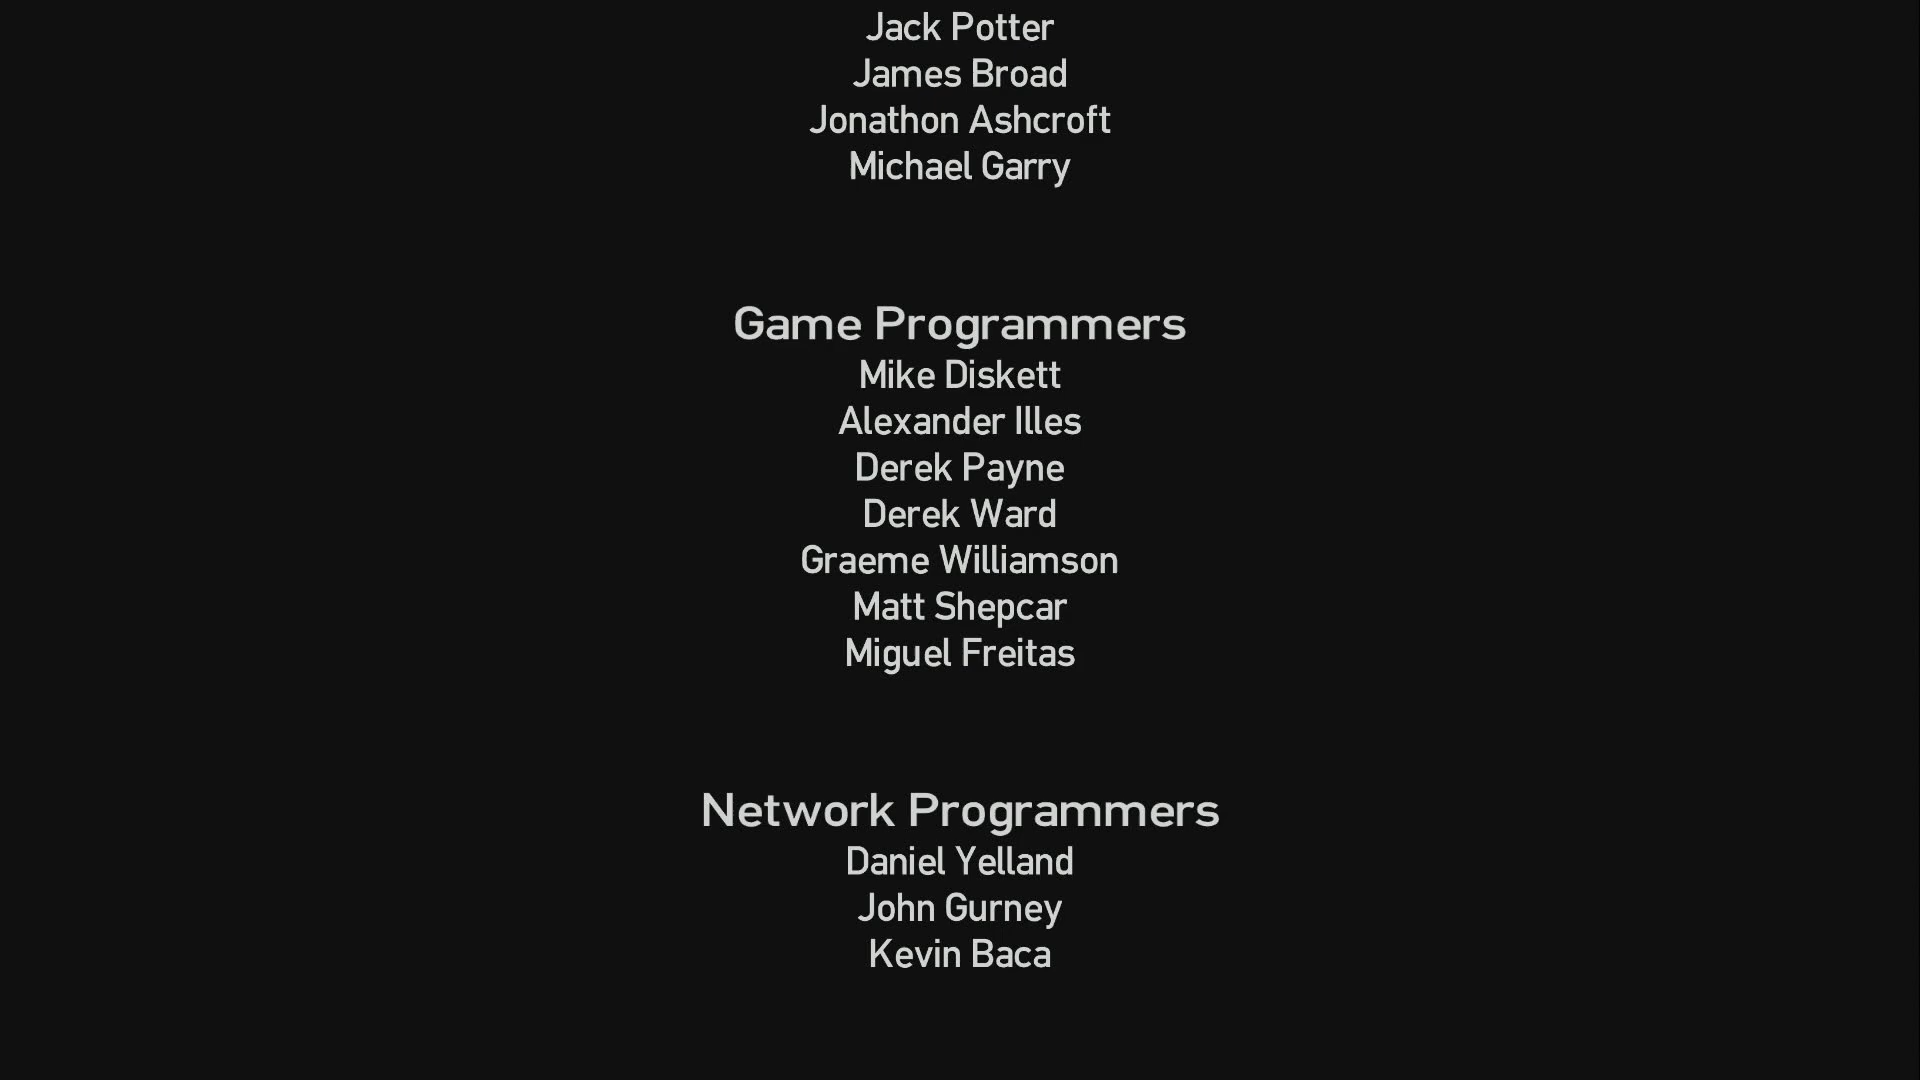 Jack Potter
James Broad
Jonathon Ashcroft
Michael Garry
Game Programmers
Mike Diskett
Alexander Illes
Derek Payne
Derek Ward
Graeme Williamson
Matt Shepcar
Miguel Freitas
Network Programmers
Daniel Yelland
John Gurney
Kevin Baca